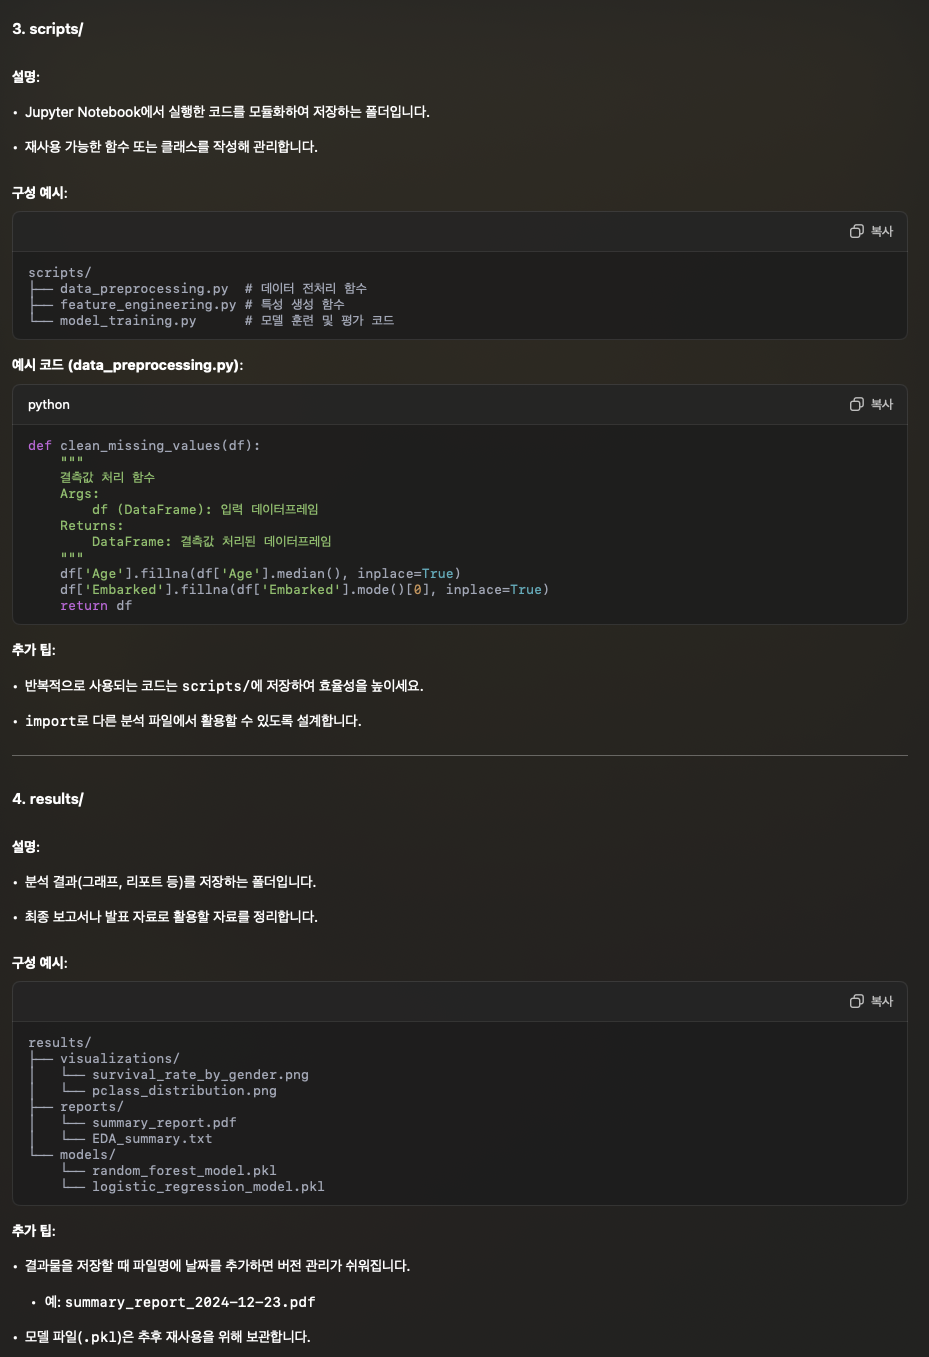 3. scripts/
설명:
• Jupyter Notebook에서 실행한 코드를 모듈화하여 저장하는 폴더입니다.
• 재사용 가능한 함수 또는 클래스를 작성해 관리합니다.
구성 예시:
복사
scripts/
├── data_preprocessing.py  # 데이터 전처리 함수
├── feature_engineering.py # 특성 생성 함수
└── model_training.py      # 모델 훈련 및 평가 코드
예시 코드 (data_preprocessing.py):
python 복사
def clean_missing_values(df):
    """
    결측값 처리 함수
    Args:
        df (DataFrame): 입력 데이터프레임
    Returns:
        DataFrame: 결측값 처리된 데이터프레임
    """
    df['Age'].fillna(df['Age'].median(), inplace=True)
    df['Embarked'].fillna(df['Embarked'].mode()[0], inplace=True)
    return df
추가 팁:
• 반복적으로 사용되는 코드는 scripts/에 저장하여 효율성을 높이세요.
• import로 다른 분석 파일에서 활용할 수 있도록 설계합니다.
4. results/
설명:
• 분석 결과(그래프, 리포트 등)를 저장하는 폴더입니다.
• 최종 보고서나 발표 자료로 활용할 자료를 정리합니다.
구성 예시:
복사
results/
├── visualizations/
│   └── survival_rate_by_gender.png
│   └── pclass_distribution.png
├── reports/
│   └── summary_report.pdf
│   └── EDA_summary.txt
└── models/
    └── random_forest_model.pkl
    └── logistic_regression_model.pkl
추가 팁:
• 결과물을 저장할 때 파일명에 날짜를 추가하면 버전 관리가 쉬워집니다.
• 예: summary_report_2024-12-23.pdf
• 모델 파일(.pkl)은 추후 재사용을 위해 보관합니다.